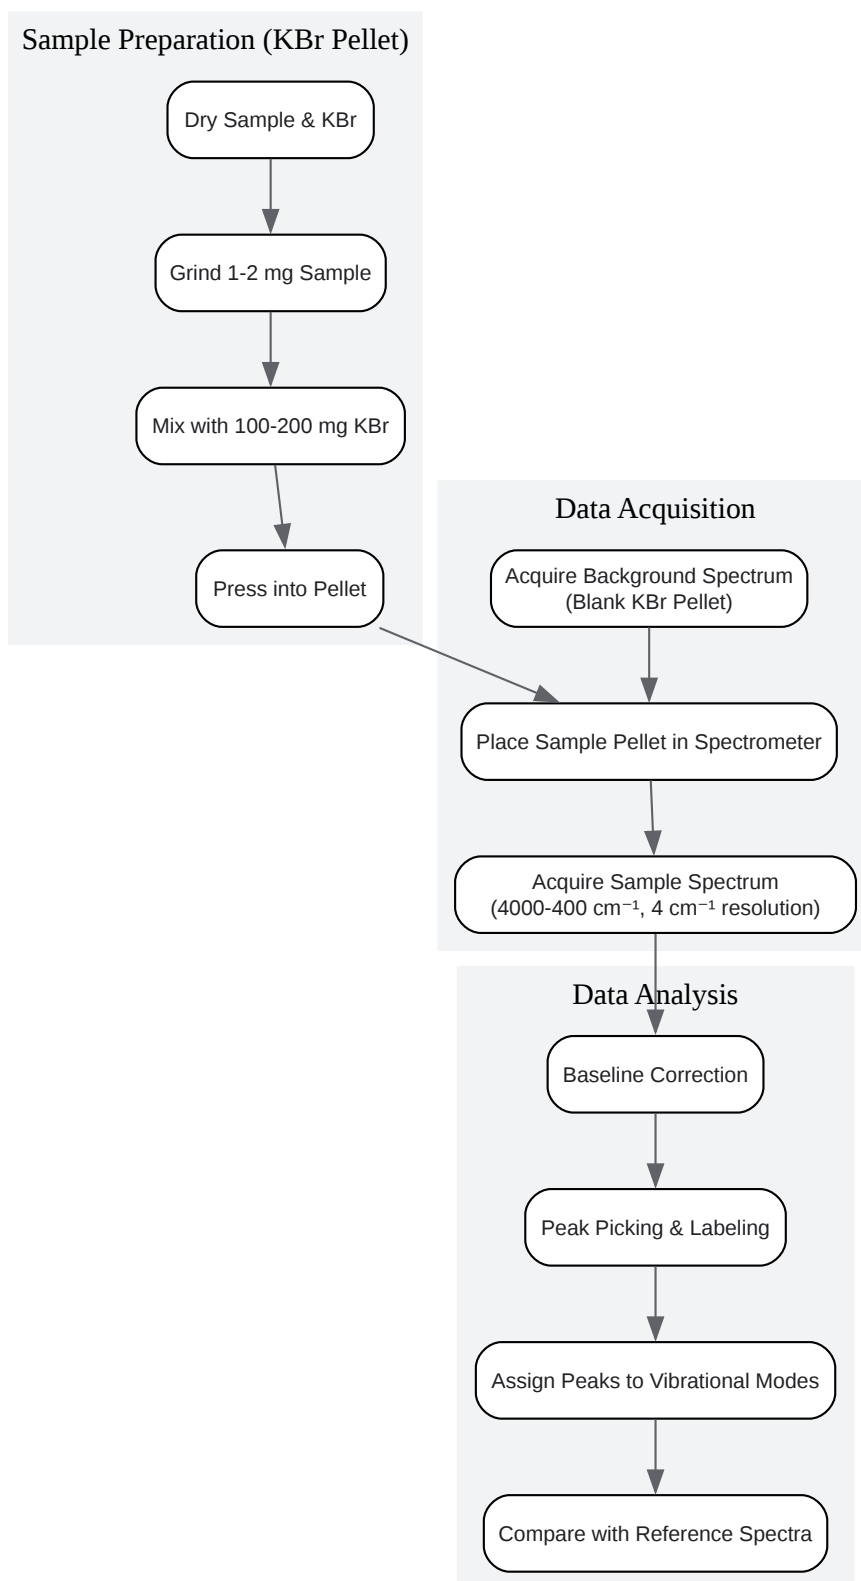 Sample Preparation (KBr Pellet)
Dry Sample & KBr
Grind 1-2 mg Sample
Mix with 100-200 mg KBr
Press into Pellet
Data Acquisition
Acquire Background Spectrum
(Blank KBr Pellet)
Place Sample Pellet in Spectrometer
Acquire Sample Spectrum
(4000-400 cm⁻¹, 4 cm⁻¹ resolution)
Data Analysis
Baseline Correction
Peak Picking & Labeling
Assign Peaks to Vibrational Modes
Compare with Reference Spectra